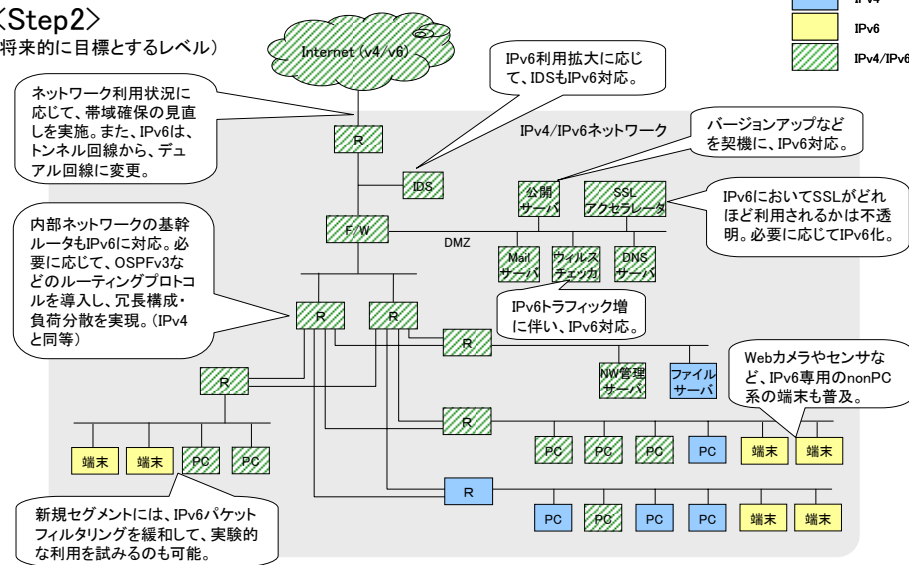 <Step2>
将来的に目標とするレベル）
IPv4
IPv6
IPv4/IPv6
Internet (v4/v6)
ネットワーク利用状況に
応じて、帯域確保の見直
しを実施。また、IPv6は、
トンネル回線から、デュ
アル回線に変更。
IPv6利用拡大に応じ
て、IDSもIPv6対応。
IPv4/IPv6ネットワーク
バージョンアップなど
を契機に、IPv6対応。
R
IDS
公開
サーバ
SSL
アクセラレータ
IPv6においてSSLがどれ
ほど利用されるかは不透
明。必要に応じてIPv6化。
F/W
DMZ
Mail
サーバ
ウィルス
チェッカ
DNS
サーバ
内部ネットワークの基幹
ルータもIPv6に対応。必
要に応じて、OSPFv3な
どのルーティングプロトコ
ルを導入し、冗長構成・
負荷分散を実現。（IPv4
と同等）
IPv6トラフィック増
に伴い、IPv6対応。
R
R
R
NW管理
サーバ
ファイル
サーバ
Webカメラやセンサな
ど、IPv6専用のnonPC
系の端末も普及。
R
R
端末
端末
PC
PC
PC
PC
PC
PC
端末
端末
R
PC
PC
PC
PC
端末
端末
新規セグメントには、IPv6パケット
フィルタリングを緩和して、実験的
な利用を試みるのも可能。